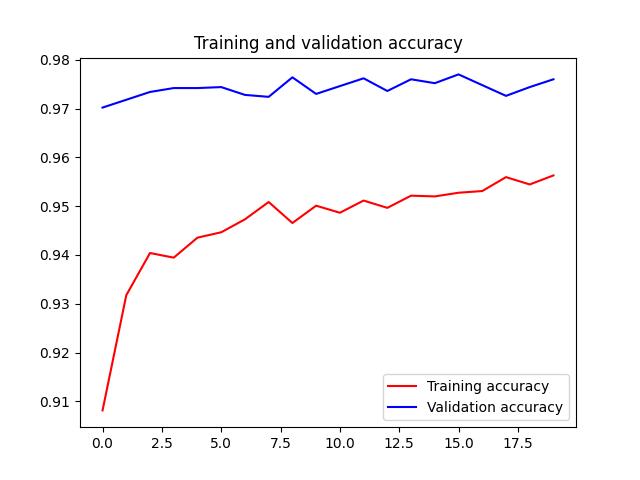 Training and validation accuracy
0.98
0.97
0.96
0.95
0.94
0.93
0.92
0.91
Training accuracy
Validation accuracy
0.0 2.5 5.0 7.5 10.0 12.5 15.0 17.5